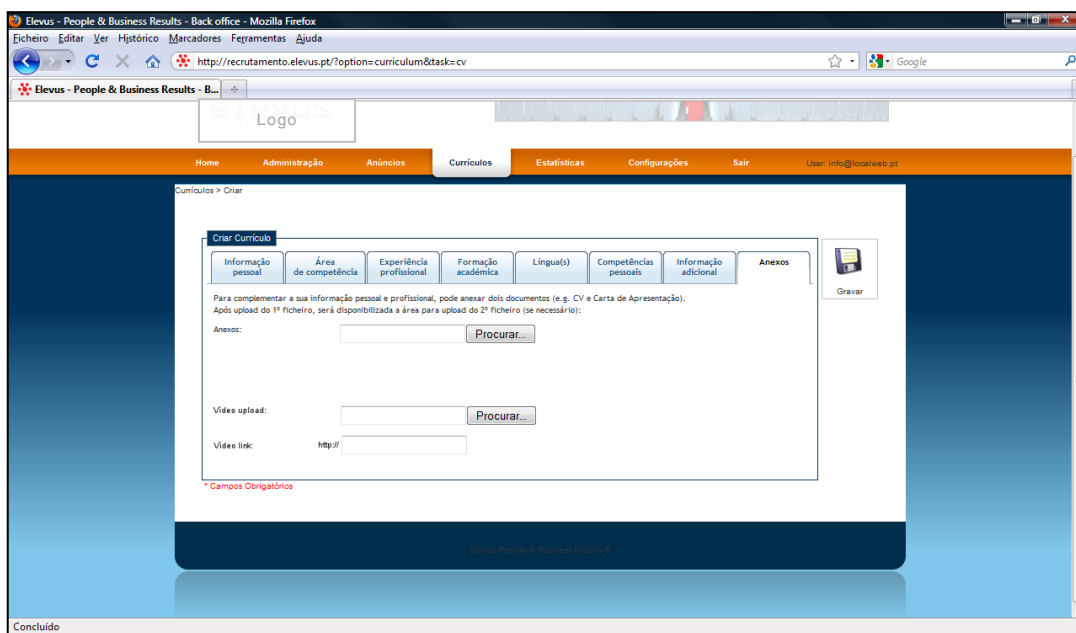 Elevus - People & Business Results - Back office - Mozilla Firefox
Ficheiro Editar Ver Histórico Marcadores Ferramentas Ajuda
http://recrutamento.elevus.pt/?option=curriculum&task=cv
Google
Elevus - People & Business Results - B...
elevus
Logo
Home Administração Anúncios Currículos Estatísticas Configurações Sair User: info@localweb.pt
Currículos > Criar
Criar Currículo
Informação pessoal
Área de competência
Experiência profissional
Formação académica
Língua(s)
Competências pessoais
Informação adicional
Anexos
Gravar
Para complementar a sua informação pessoal e profissional, pode anexar dois documentos (e.g. CV e Carta de Apresentação).
Após upload do 1º ficheiro, será disponibilizada a área para upload do 2º ficheiro (se necessário):
Anexos: Procurar...
Video upload: Procurar...
Video link: http://
* Campos Obrigatórios
Elevus People & Business Results®
Concluído